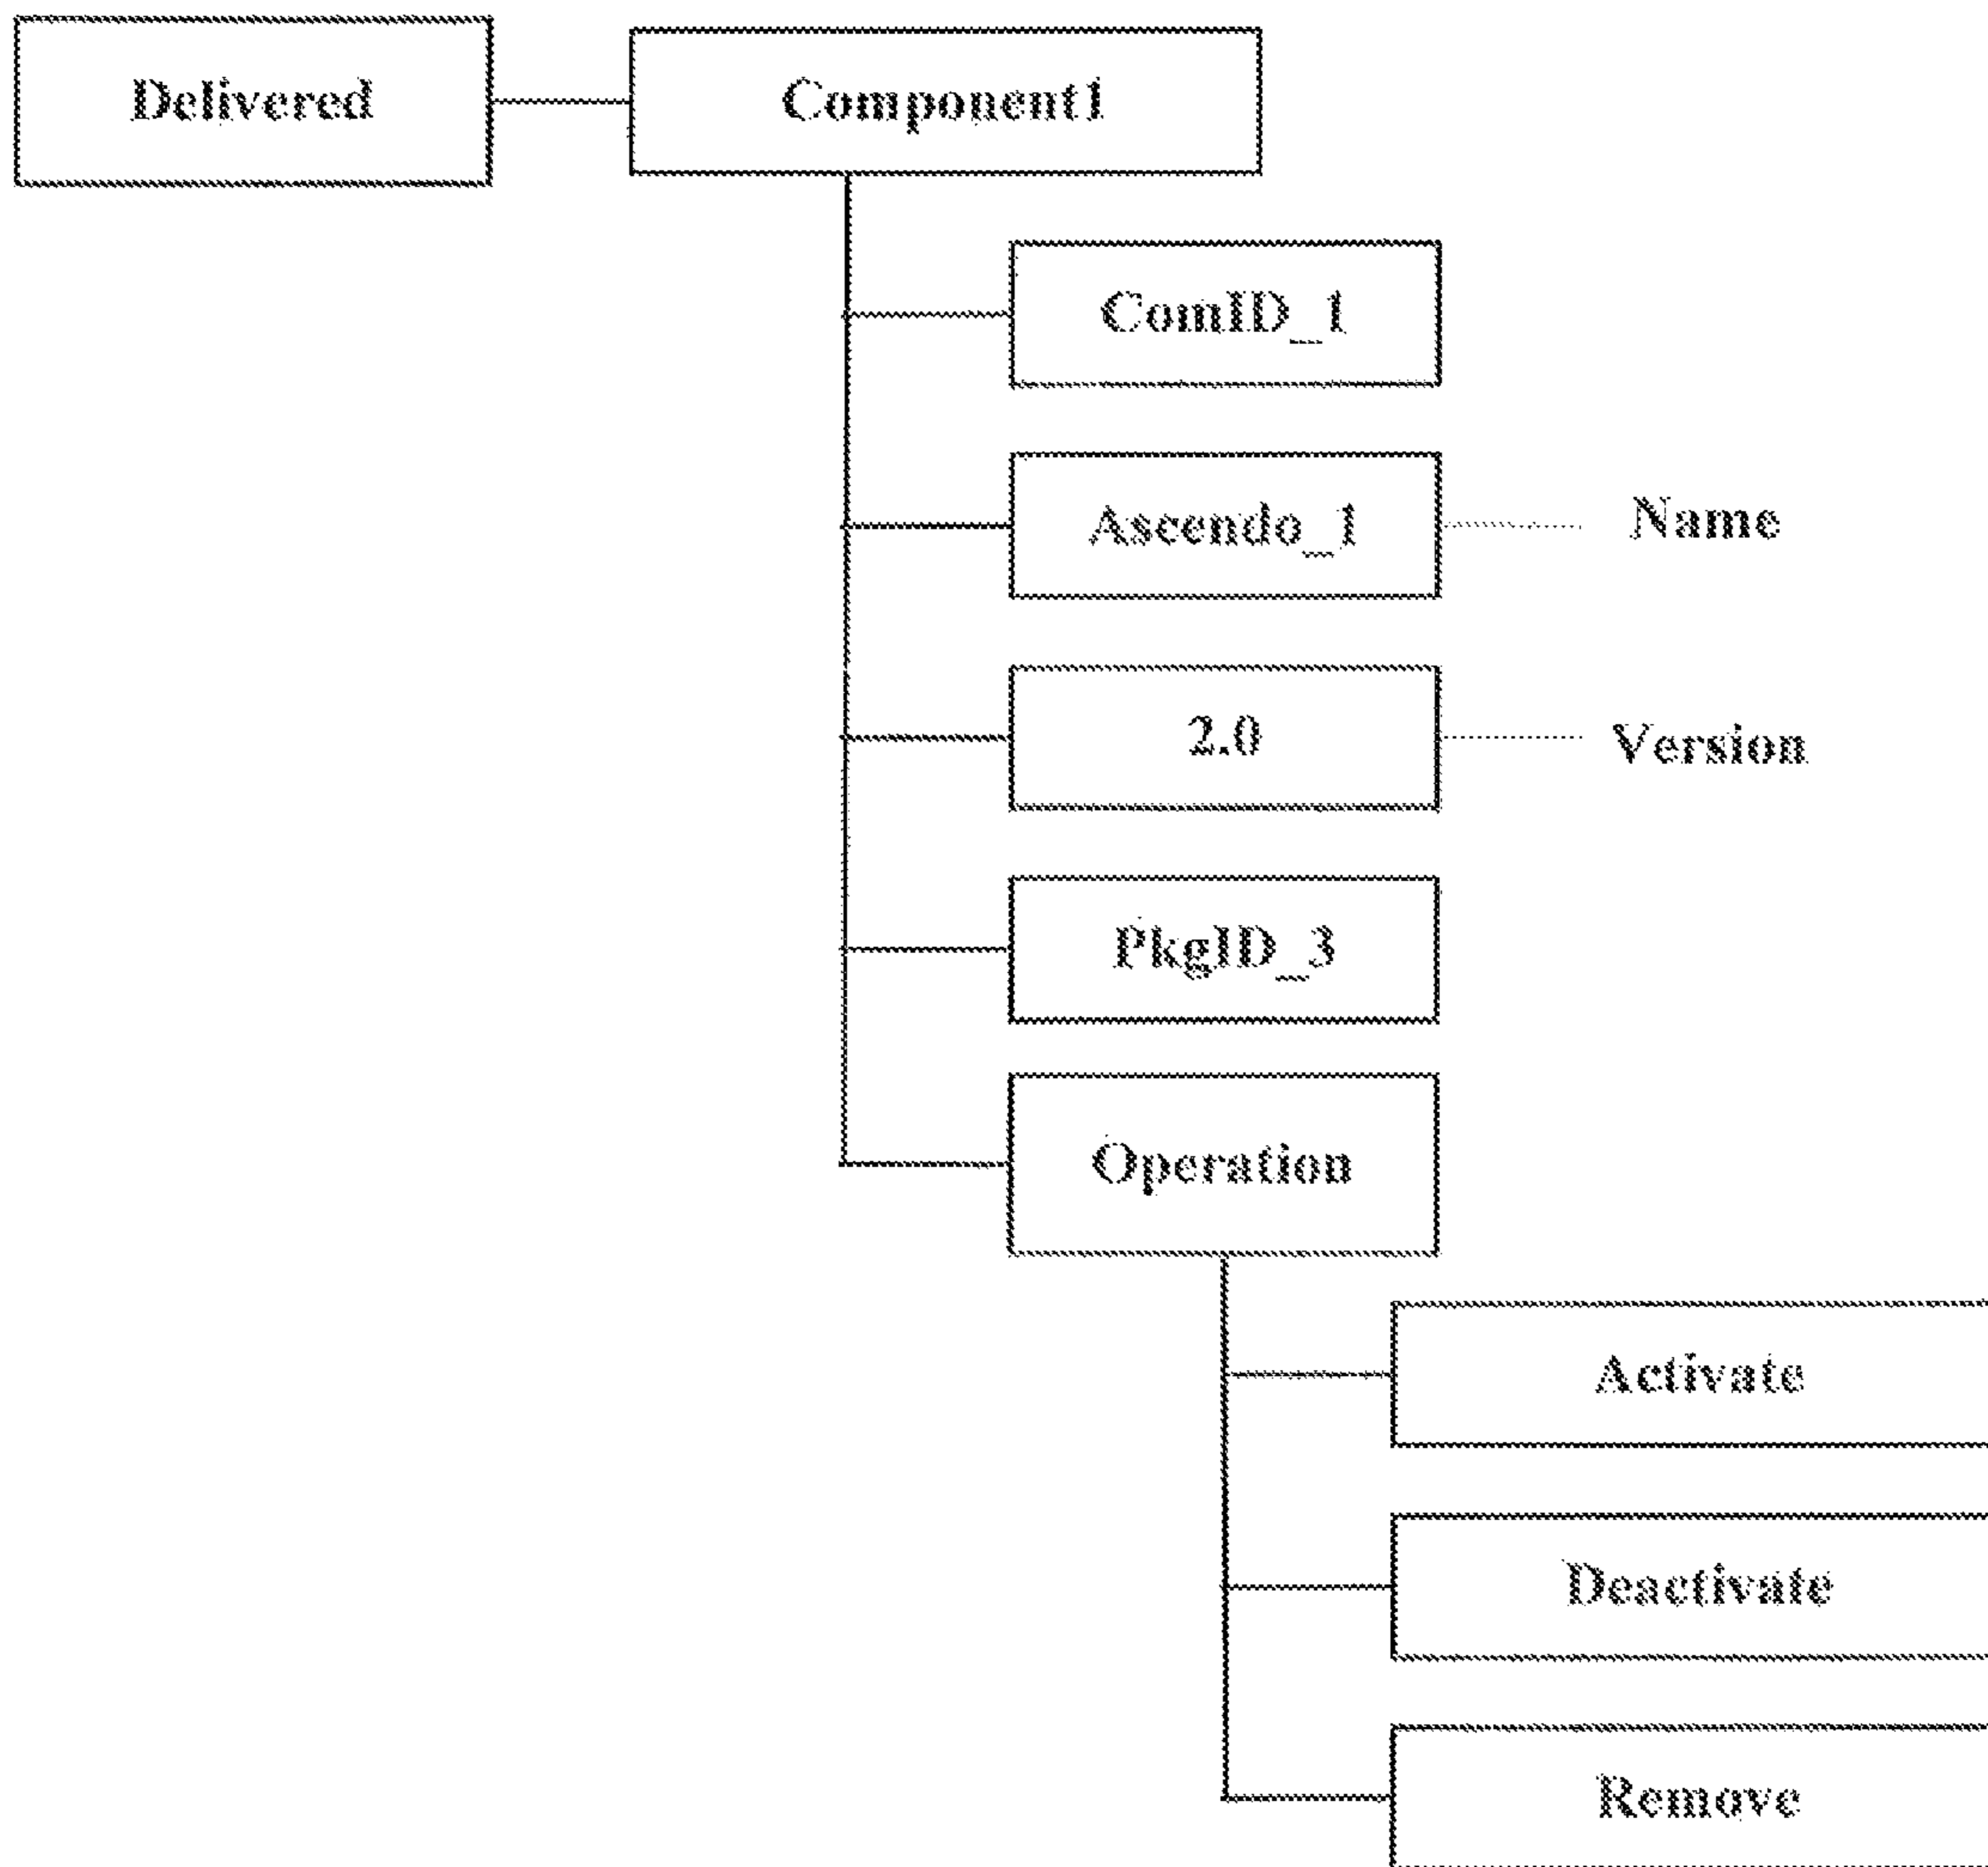 Delivered
Component1
ComID_1
Ascendo_1
Name
2.0
Version
PkgID_3
Operation
Activate
Deactivate
Remove